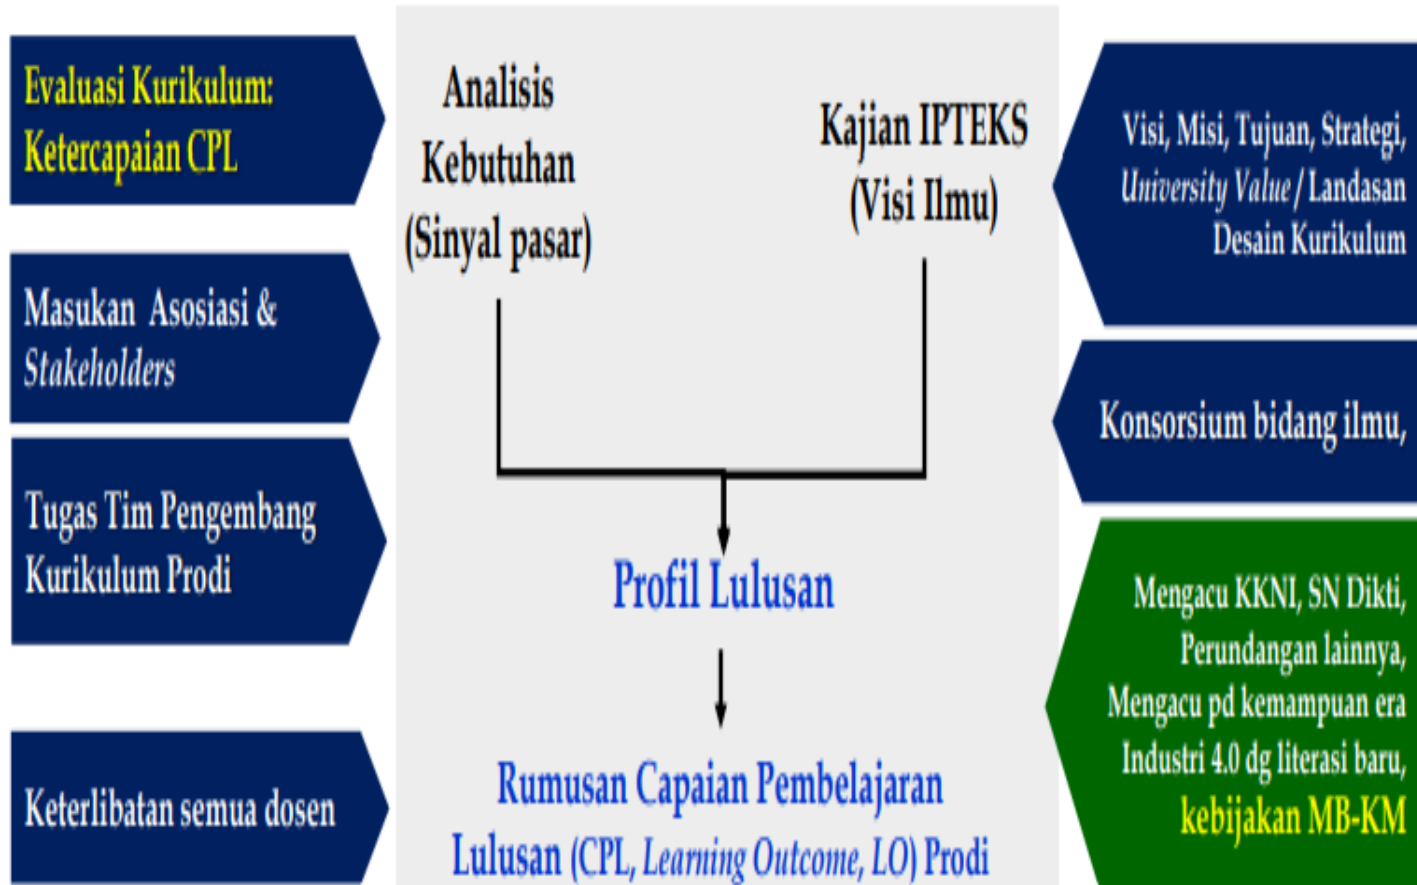 Evaluasi Kurikulum:
Ketercapaian CPL
Masukan Asosiasi &
Stakeholders
Tugas Tim Pengembang
Kurikulum Prodi
Keterlibatan semua dosen
Analisis
Kebutuhan
(Sinyal pasar)
Kajian IPTEKS
(Visi Ilmu)
Profil Lulusan
Rumusan Capaian Pembelajaran
Lulusan (CPL, Learning Outcome, LO) Prodi
Visi, Misi, Tujuan, Strategi,
University Value / Landasan
Desain Kurikulum
Konsorsium bidang ilmu,
Mengacu KKNI, SN Dikti,
Perundangan lainnya,
Mengacu pd kemampuan era
Industri 4.0 dg literasi baru,
kebijakan MB-KM